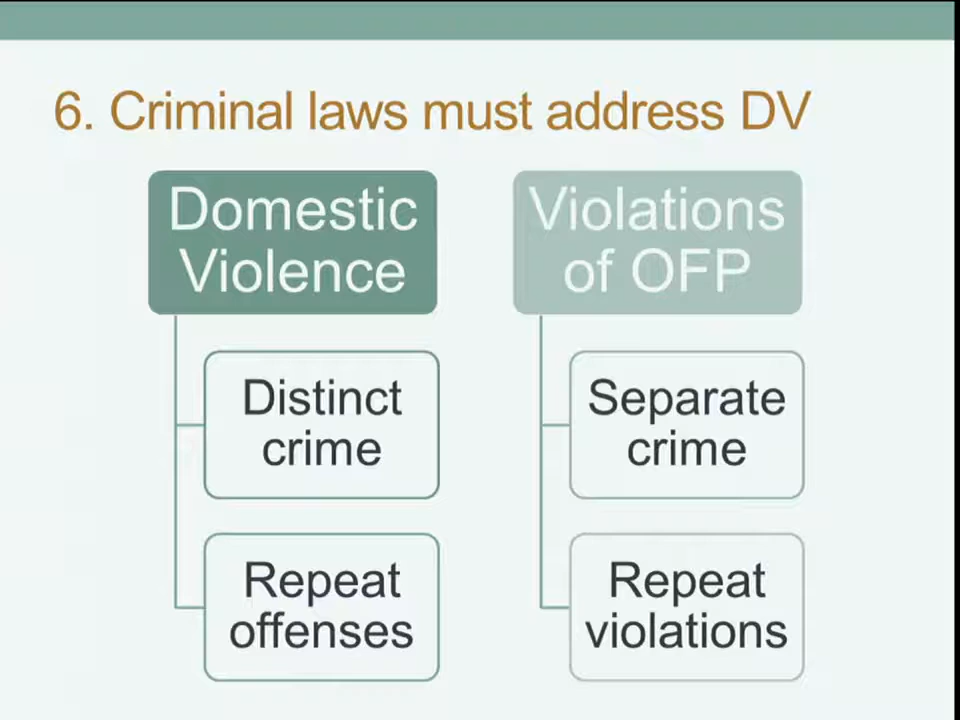 6. Criminal laws must address DV
Domestic
Violence
Distinct
crime
Repeat
offenses
Violations
of OFP
Separate
crime
Repeat
violations